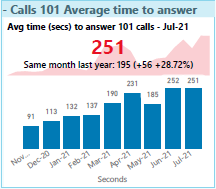 - Calls 101 Average time to answer
Avg time (secs) to answer 101 calls - Jul-21
251
Same month last year: 195 (+56 +28.72%)
91
113
132
137
190
231
185
252
251
Nov...
Dec-20
Jan-21
Feb-21
March-21
Apr-21
May-21
Jun-21
Jul-21
Seconds